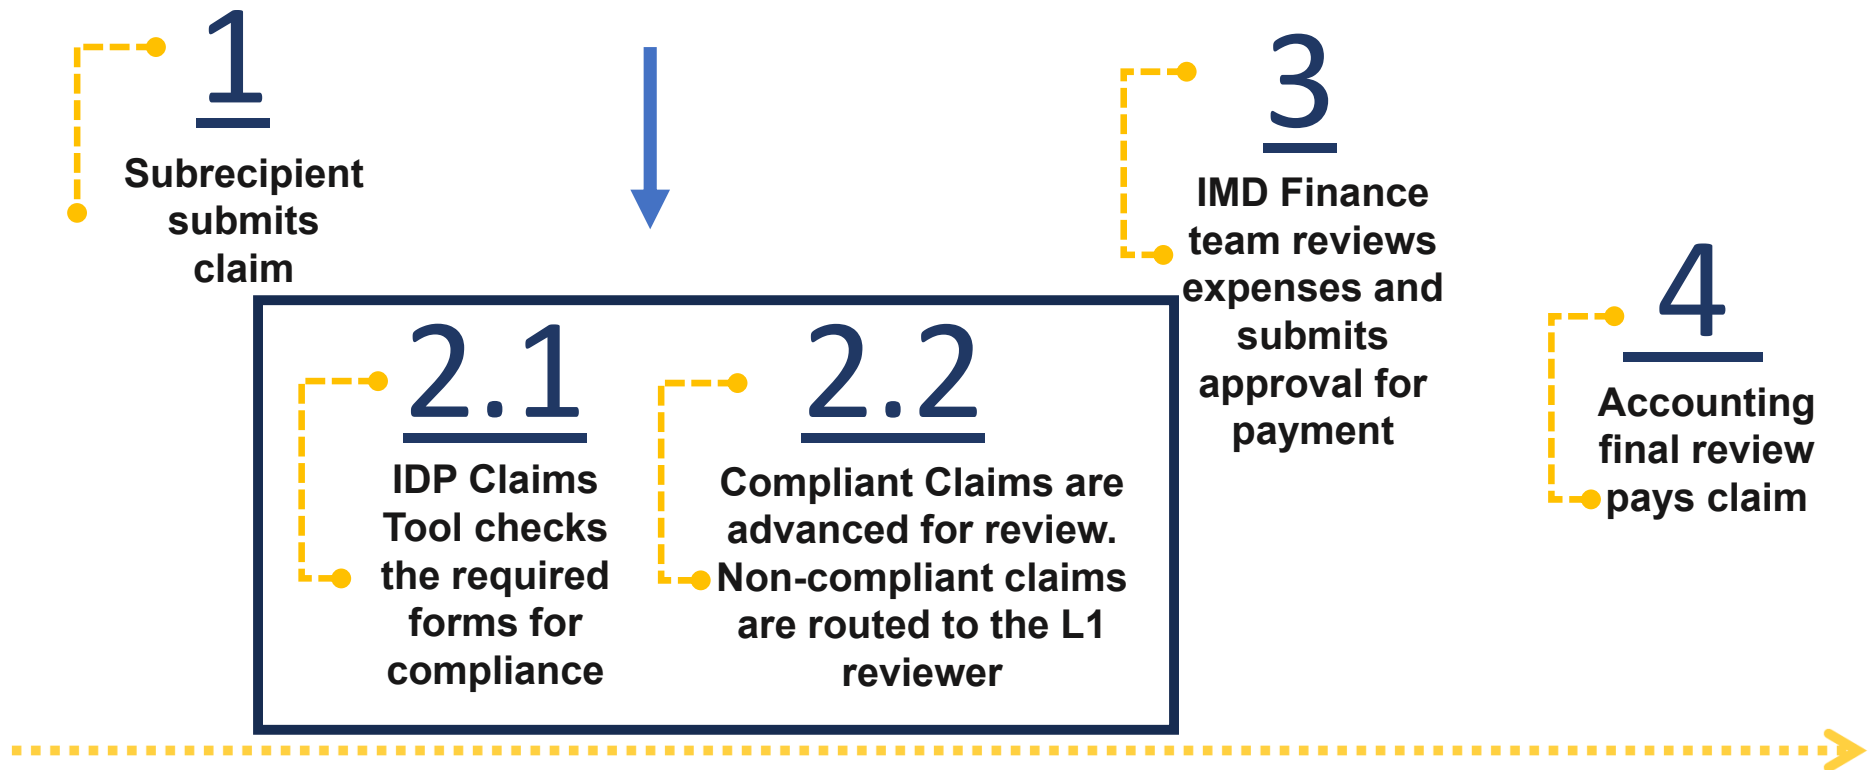 1
Subrecipient
submits
claim
2.1
IDP Claims
Tool checks
the required
forms for
compliance
2.2
Compliant Claims are
advanced for review.
Non-compliant claims
are routed to the L1
reviewer
3
IMD Finance
team reviews
expenses and
submits
approval for
payment
4
Accounting
final review
pays claim